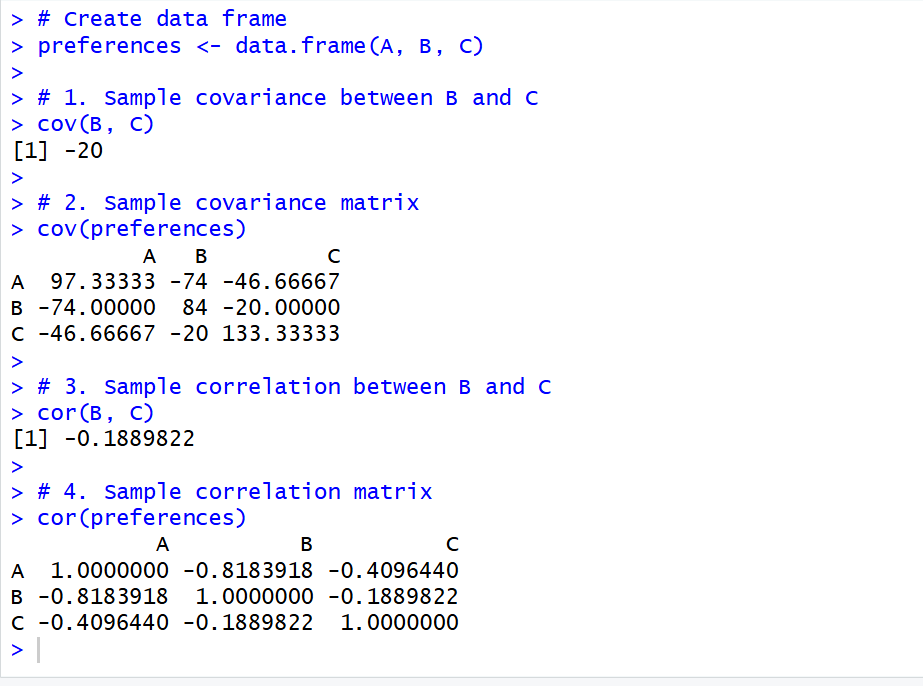 > # Create data frame
> preferences <- data.frame(A, B, C)
>
> # 1. Sample covariance between B and C
> cov(B, C)
[1] -20
>
> # 2. Sample covariance matrix
> cov(preferences)
          A   B         C
A  97.33333 -74 -46.66667
B -74.00000  84 -20.00000
C -46.66667 -20 133.33333
>
> # 3. Sample correlation between B and C
> cor(B, C)
[1] -0.1889822
>
> # 4. Sample correlation matrix
> cor(preferences)
           A          B          C
A  1.0000000 -0.8183918 -0.4096440
B -0.8183918  1.0000000 -0.1889822
C -0.4096440 -0.1889822  1.0000000
>